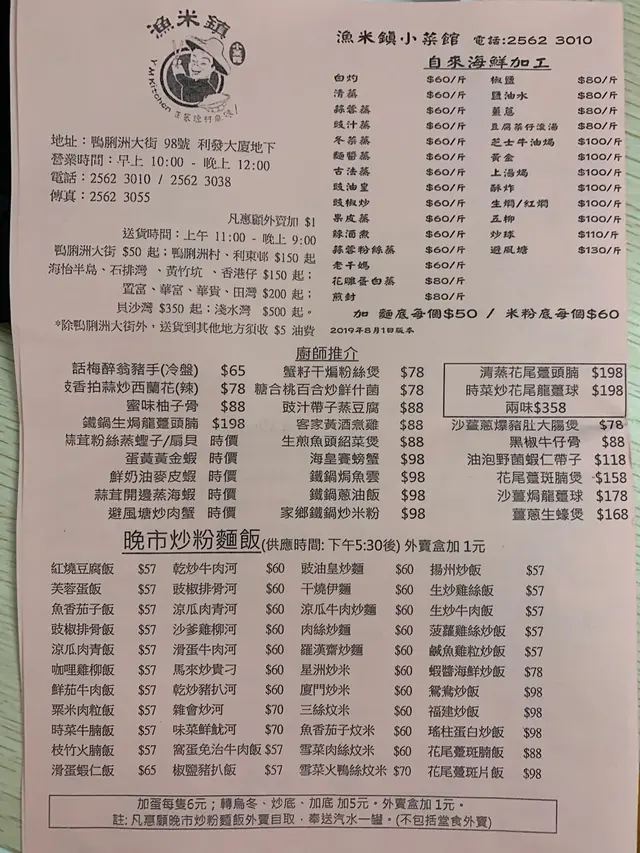 漁米鎮
小菜館
Y.M.Kitchen
漁米鎮小菜館 電話:2562 3010
自來海鮮加工
地址：鴨脷洲大街 98號 利發大廈地下
營業時間：早上 10:00 - 晚上 12:00
電話：2562 3010 / 2562 3038
傳真：2562 3055
凡惠顧外賣加 $1
送貨時間：上午 11:00 - 晚上 9:00
鴨脷洲大街 $50 起；鴨脷洲村、利東邨 $150 起
海怡半島、石排灣 、黃竹坑 、香港仔 $150 起；
置富、華富、華貴、田灣 $200 起；
貝沙灣 $350 起；淺水灣 $500 起。
*除鴨脷洲大街外，送貨到其他地方須收 $5 油費
白灼 $60/斤 椒鹽 $80/斤
清蒸 $60/斤 鹽油水 $80/斤
蒜蓉蒸 $60/斤 薑蔥 $80/斤
豉汁蒸 $60/斤 豆腐菜仔滾湯 $80/斤
冬菜蒸 $60/斤 芝士牛油焗 $100/斤
麵醬蒸 $60/斤 黃金 $100/斤
古法蒸 $60/斤 上湯焗 $100/斤
豉油皇 $60/斤 酥炸 $100/斤
豉椒炒 $60/斤 生焗/紅燜 $100/斤
果皮蒸 $60/斤 五柳 $100/斤
辣酒煮 $60/斤 炒球 $110/斤
蒜蓉粉絲蒸 $60/斤 避風塘 $130/斤
老干媽 $60/斤
花雕蛋白蒸 $80/斤
煎封 $80/斤
加 麵底每個$50 / 米粉底每個$60
2019年8月1日版本
廚師推介
話梅醉翁豬手(冷盤) $65 蟹籽干煸粉絲煲 $78 清蒸花尾躉頭腩 $198
香拍蒜炒西蘭花(辣) $78 糖合桃百合炒鮮什菌 $78 時菜炒花尾龍躉球 $198
蜜味柚子骨 $88 豉汁帶子蒸豆腐 $88 兩味$358
鐵鍋生焗龍躉頭腩 $198 客家黃酒煮雞 $88 沙薑蔥爆豬肚大腸煲 $78
茸粉絲蒸蟶子/扇貝 時價 生煎魚頭紹菜煲 $88 黑椒牛仔骨 $88
蛋黃黃金蝦 時價 海皇賽螃蟹 $98 油泡野菌蝦仁帶子 $118
鮮奶油麥皮蝦 時價 鐵鍋焗魚雲 $98 花尾躉斑腩煲 $158
蒜茸開邊蒸海蝦 時價 鐵鍋蔥油飯 $98 沙薑焗龍躉球 $178
避風塘炒肉蟹 時價 家鄉鐵鍋炒米粉 $98 薑蔥生蠔煲 $168
晚市炒粉麵飯(供應時間: 下午5:30後) 外賣盒加 1元
紅燒豆腐飯 $57 乾炒牛肉河 $60 豉油皇炒麵 $60 揚州炒飯 $57
芙蓉蛋飯 $57 豉椒排骨河 $60 干燒伊麵 $60 生炒雞絲飯 $57
魚香茄子飯 $57 涼瓜肉青河 $60 涼瓜牛肉炒麵 $60 生炒牛肉飯 $57
豉椒排骨飯 $57 沙爹雞柳河 $60 肉絲炒麵 $60 菠蘿雞絲炒飯 $57
涼瓜肉青飯 $57 滑蛋牛肉河 $60 羅漢齋炒麵 $60 鹹魚雞粒炒飯 $57
咖哩雞柳飯 $57 馬來炒貴刁 $60 星洲炒米 $60 蝦醬海鮮炒飯 $78
鮮茄牛肉飯 $57 乾炒豬扒河 $60 廈門炒米 $60 鴛鴦炒飯 $98
粟米肉粒飯 $57 雜會炒河 $70 三絲炆米 $60 福建炒飯 $98
時菜牛腩飯 $57 味菜鮮魷河 $70 魚香茄子炆米 $60 瑤柱蛋白炒飯 $98
枝竹火腩飯 $57 窩蛋免治牛肉飯 $57 雪菜肉絲炆米 $60 花尾躉斑腩飯 $88
滑蛋蝦仁飯 $65 椒鹽豬扒飯 $57 雪菜火鴨絲炆米 $70 花尾躉斑片飯 $98
加蛋每隻6元；轉烏冬、炒底、加底 加5元。外賣盒加 1元。
註: 凡惠顧晚市炒粉麵飯外賣自取，奉送汽水一罐。(不包括堂食外賣)